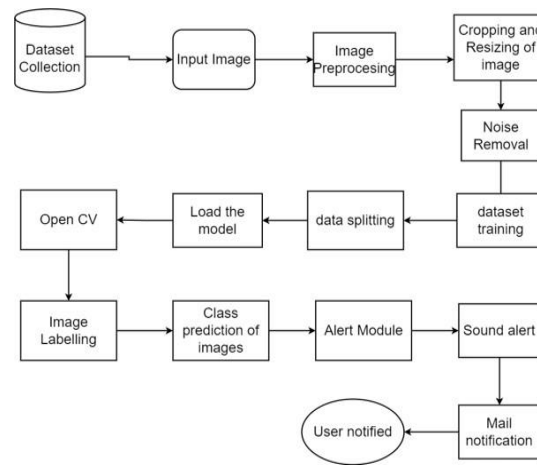 Dataset
Collection
Input Image
Image
Preprocesing
Cropping and
Resizing of
image
Noise
Removal
dataset
training
data splitting
Load the
model
Open CV
Image
Labelling
Class
prediction of
images
Alert Module
Sound alert
Mail
notification
User notified